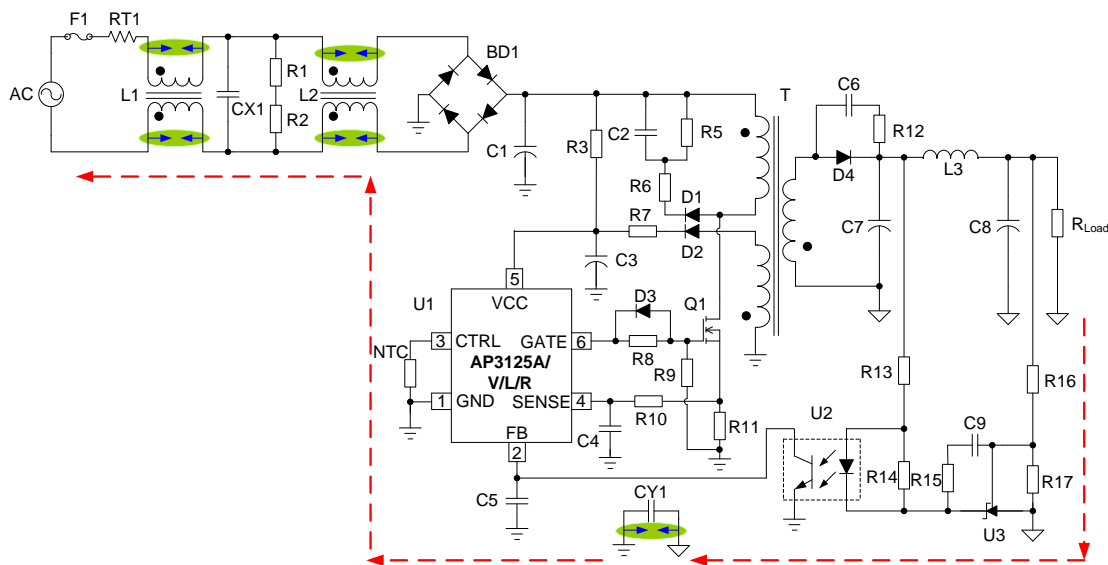 F1
RT1
AC
L1
CX1
R1
R2
L2
BD1
C1
R3
C2
R5
R6
D1
R7
D2
C3
T
C6
R12
D4
C7
L3
C8
RLoad
U1
5
VCC
NTC
3
CTRL
GATE
6
AP3125A/
V/L/R
1
GND
SENSE
4
FB
2
D3
R8
Q1
R9
R10
C4
R11
C5
CY1
U2
R13
R14
R15
C9
R16
R17
U3